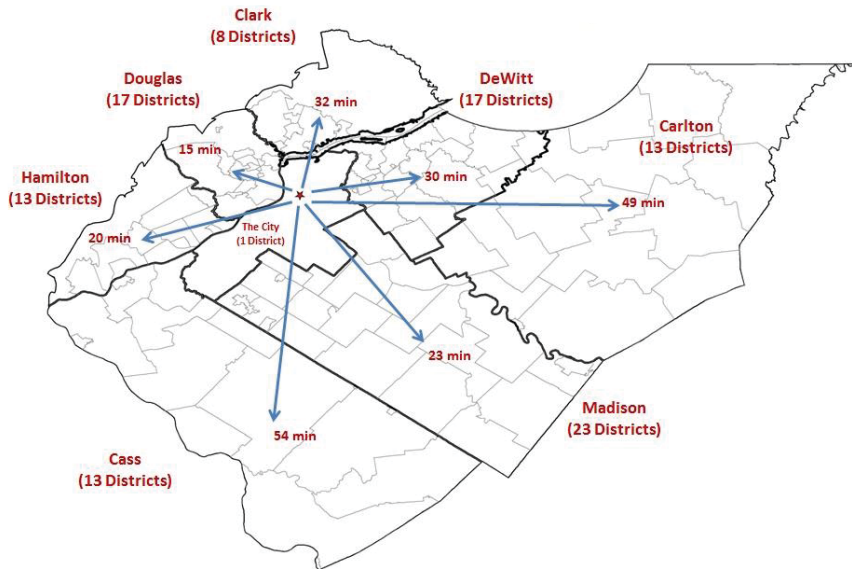 Clark
(8 Districts)
Douglas
(17 Districts)
DeWitt
(17 Districts)
32 min
Carlton
(13 Districts)
15 min
Hamilton
(13 Districts)
30 min
49 min
20 min
The City
(1 District)
23 min
Madison
(23 Districts)
54 min
Cass
(13 Districts)